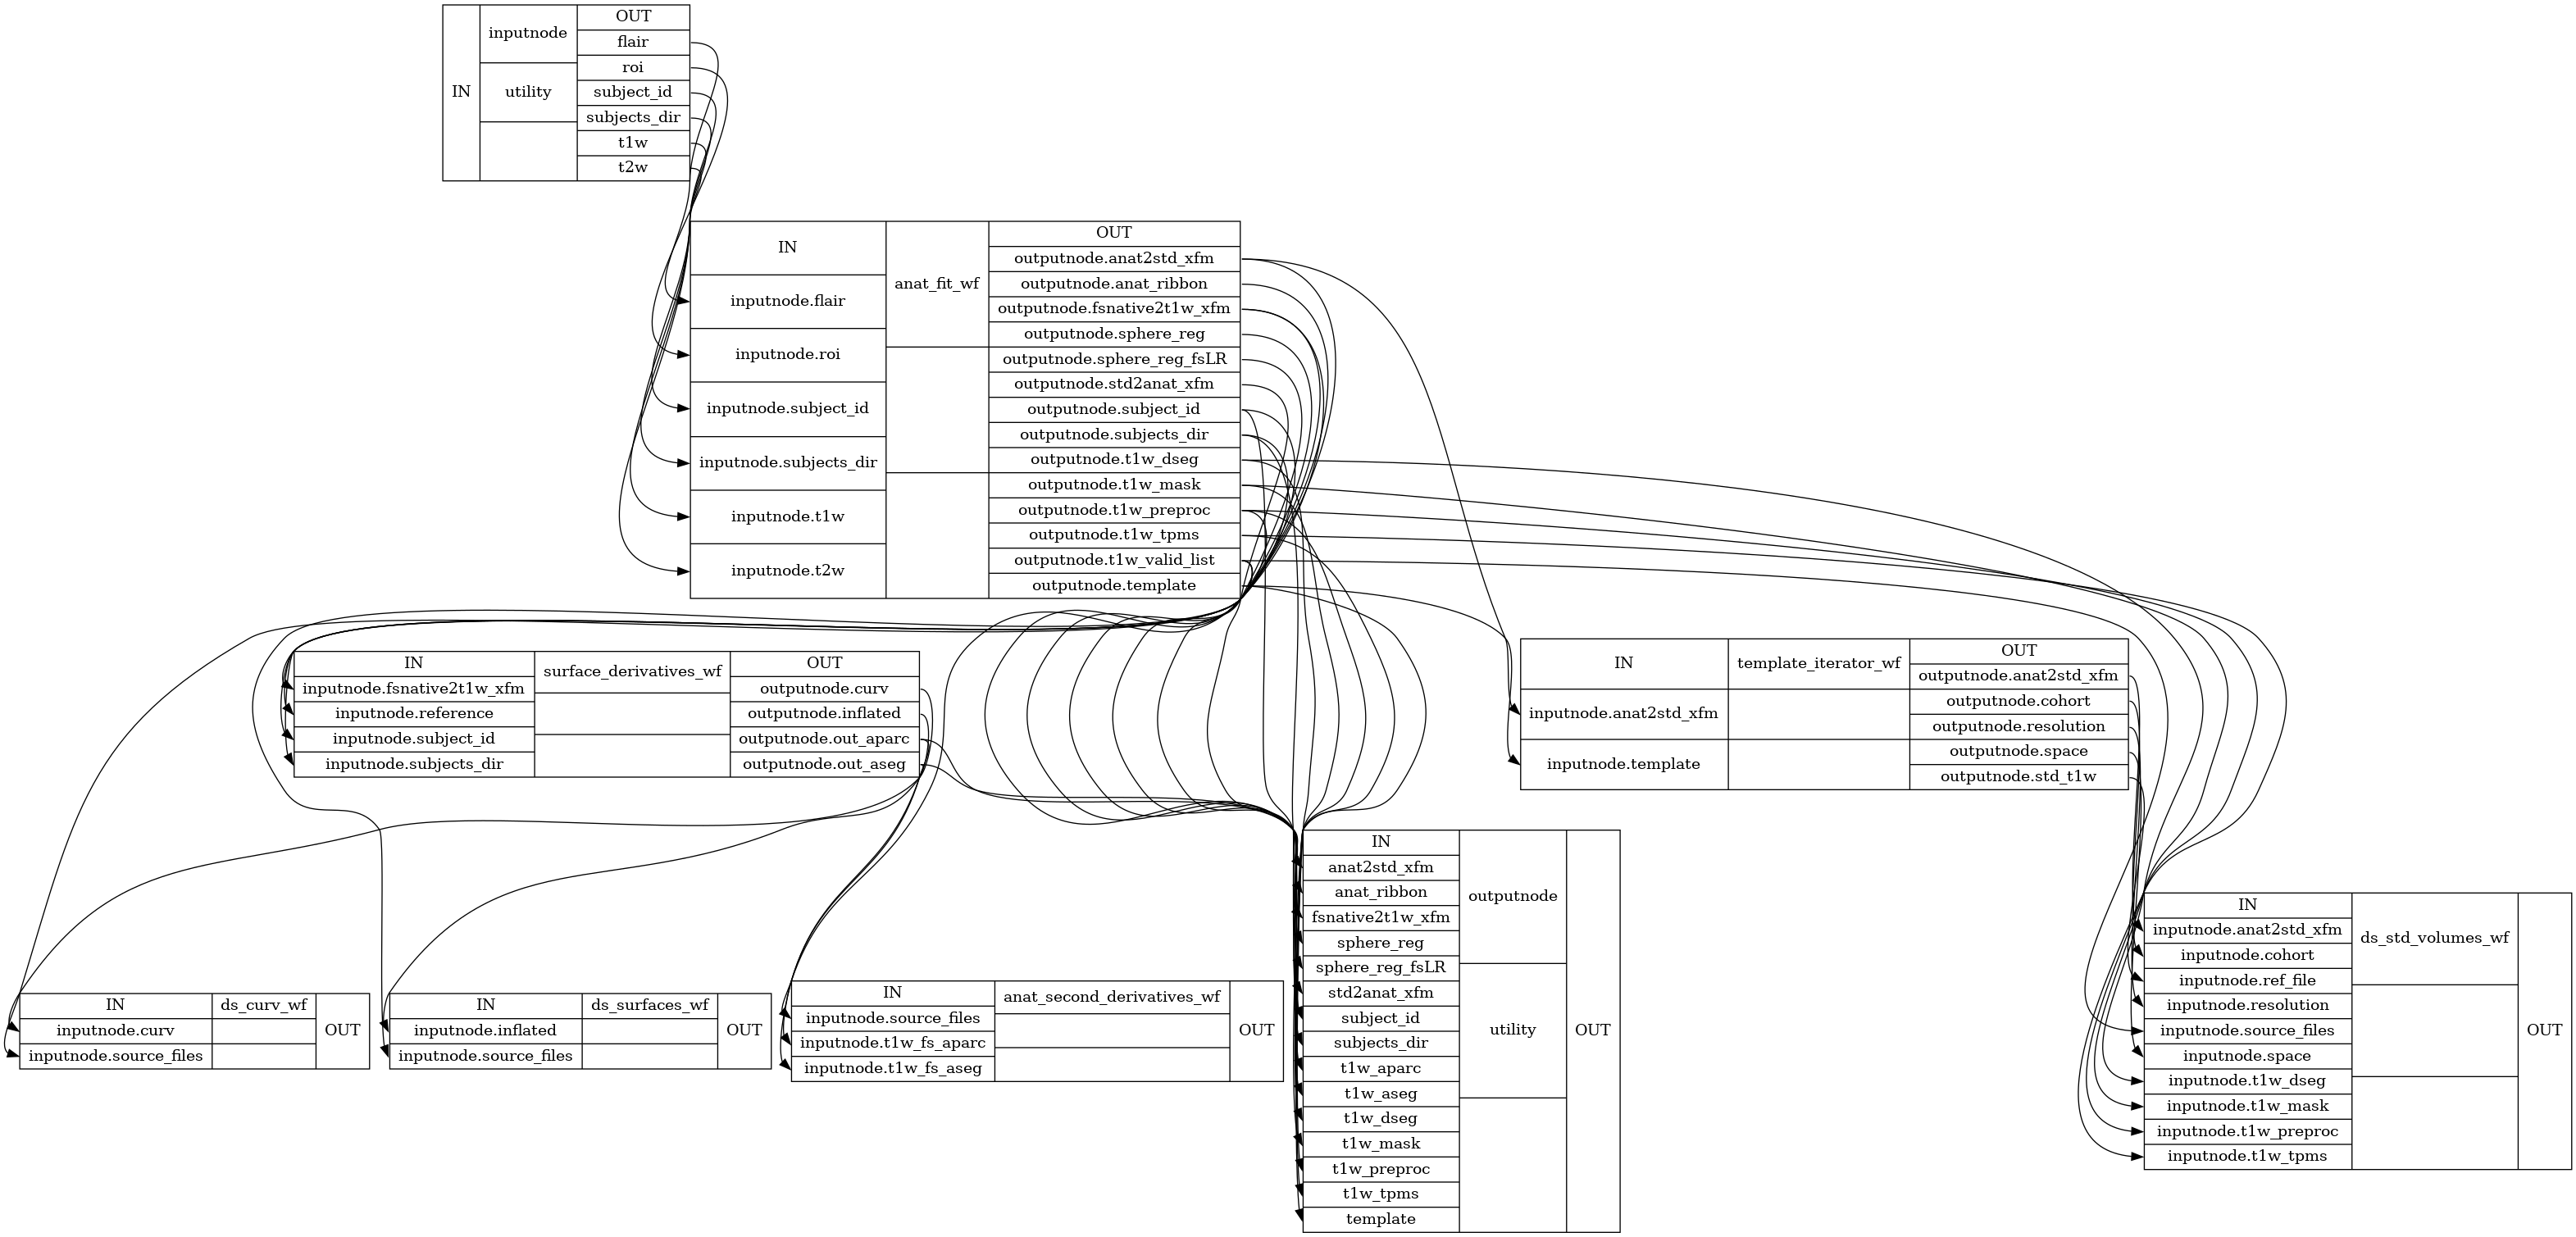 IN
inputnode
utility
OUT
flair
roi
subject_id
subjects_dir
t1w
t2w
IN
inputnode.flair
inputnode.roi
inputnode.subject_id
inputnode.subjects_dir
inputnode.t1w
inputnode.t2w
anat_fit_wf
OUT
outputnode.anat2std_xfm
outputnode.anat_ribbon
outputnode.fsnative2t1w_xfm
outputnode.sphere_reg
outputnode.sphere_reg_fsLR
outputnode.std2anat_xfm
outputnode.subject_id
outputnode.subjects_dir
outputnode.t1w_dseg
outputnode.t1w_mask
outputnode.t1w_preproc
outputnode.t1w_tpms
outputnode.t1w_valid_list
outputnode.template
IN
inputnode.fsnative2t1w_xfm
inputnode.reference
inputnode.subject_id
inputnode.subjects_dir
surface_derivatives_wf
OUT
outputnode.curv
outputnode.inflated
outputnode.out_aparc
outputnode.out_aseg
IN
inputnode.anat2std_xfm
inputnode.template
template_iterator_wf
OUT
outputnode.anat2std_xfm
outputnode.cohort
outputnode.resolution
outputnode.space
outputnode.std_t1w
IN
inputnode.curv
inputnode.source_files
ds_curv_wf
OUT
IN
inputnode.inflated
inputnode.source_files
ds_surfaces_wf
OUT
IN
inputnode.source_files
inputnode.t1w_fs_aparc
inputnode.t1w_fs_aseg
anat_second_derivatives_wf
OUT
IN
anat2std_xfm
anat_ribbon
fsnative2t1w_xfm
sphere_reg
sphere_reg_fsLR
std2anat_xfm
subject_id
subjects_dir
t1w_aparc
t1w_aseg
t1w_dseg
t1w_mask
t1w_preproc
t1w_tpms
template
outputnode
utility
OUT
IN
inputnode.anat2std_xfm
inputnode.cohort
inputnode.ref_file
inputnode.resolution
inputnode.source_files
inputnode.space
inputnode.t1w_dseg
inputnode.t1w_mask
inputnode.t1w_preproc
inputnode.t1w_tpms
ds_std_volumes_wf
OUT